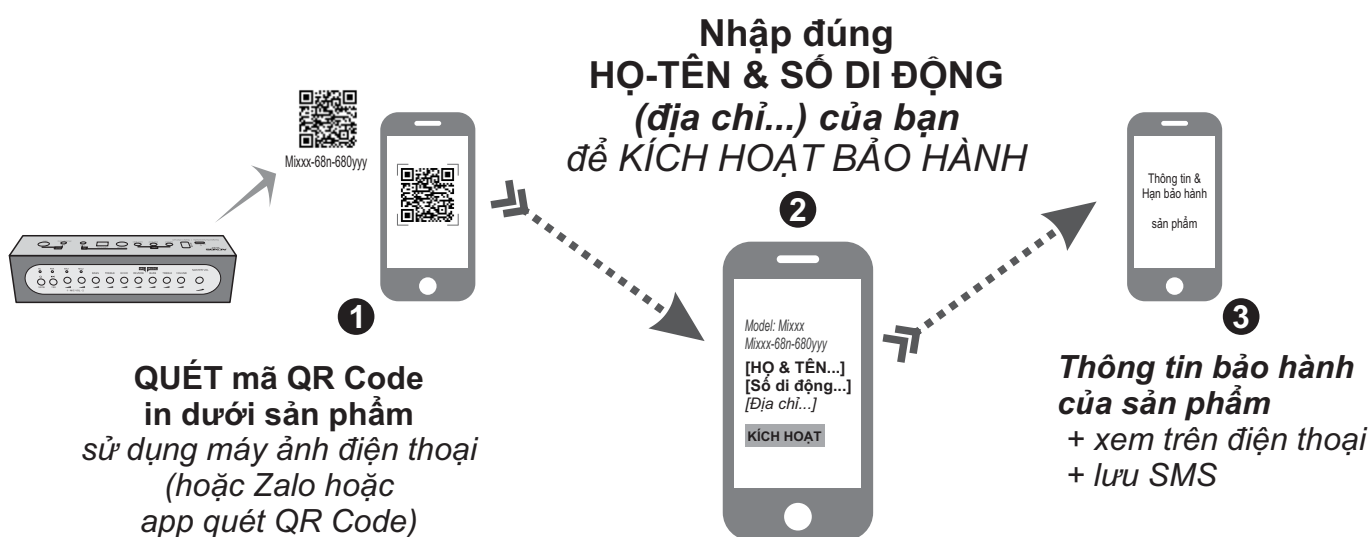 Mixxx-68n-680yyy
1
QUÉT mã QR Code
in dưới sản phẩm
sử dụng máy ảnh điện thoại
(hoặc Zalo hoặc
app quét QR Code)
Nhập đúng
HỌ-TÊN & SỐ DI ĐỘNG
(địa chỉ...) của bạn
để KÍCH HOẠT BẢO HÀNH
2
Model: Mixxx
Mixxx-68n-680yyy
[HỌ & TÊN...]
[Số di động...]
[Địa chỉ...]
KÍCH HOẠT
Thông tin &
Hạn bảo hành
sản phẩm
3
Thông tin bảo hành
của sản phẩm
+ xem trên điện thoại
+ lưu SMS